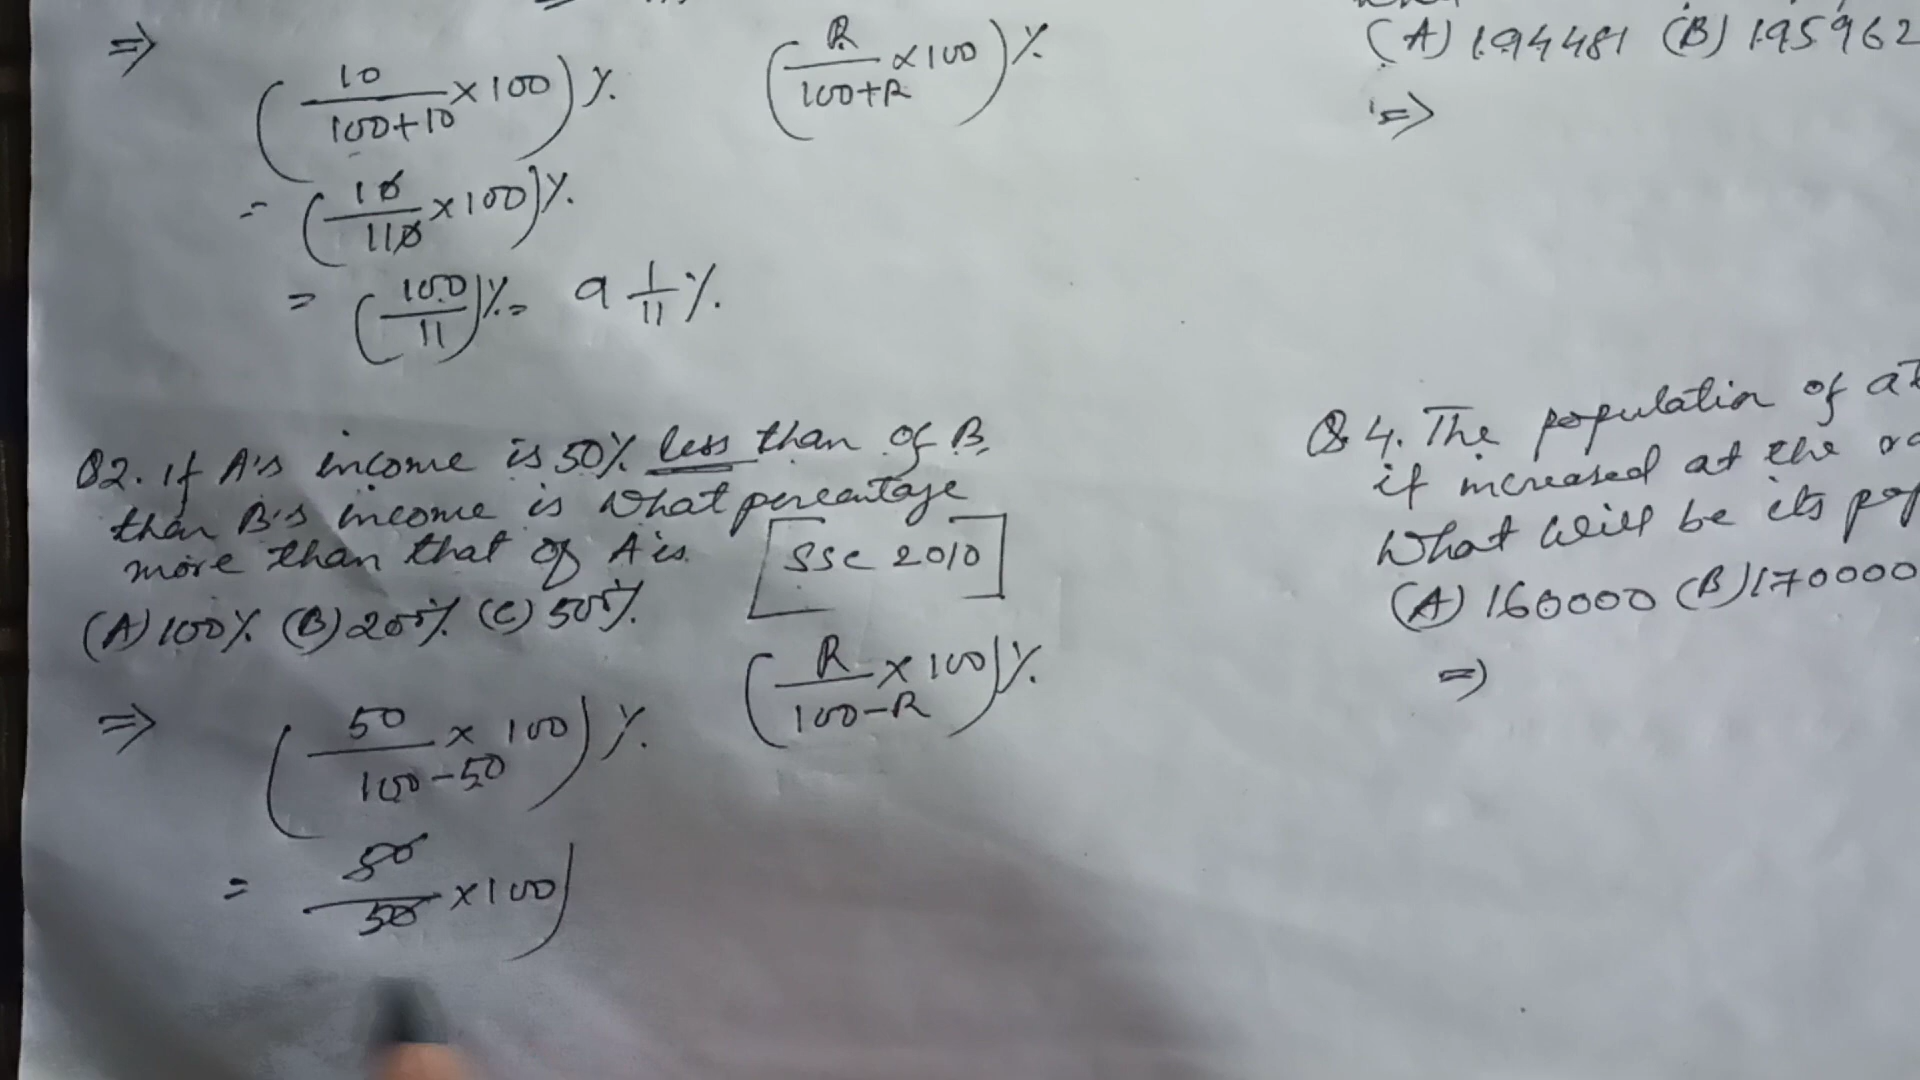 =>
(10/100+10 × 100) %.
(R/100+R × 100) %.
= (10/110 × 100) %.
= (100/11) %. = 9 1/11 %.
Q2. If A's income is 50% less than of B,
than B's income is what percentage
more than that of A is.
[SSC 2010]
(A) 100% (B) 200% (C) 500%.
(R/100-R × 100) %.
=> (50/100-50 × 100) %.
= 50/50 × 100)
(A) 194481 (B) 195962
=>
Q4. The population of a
if increased at the
What will be its
(A) 160000 (B) 170000
=>